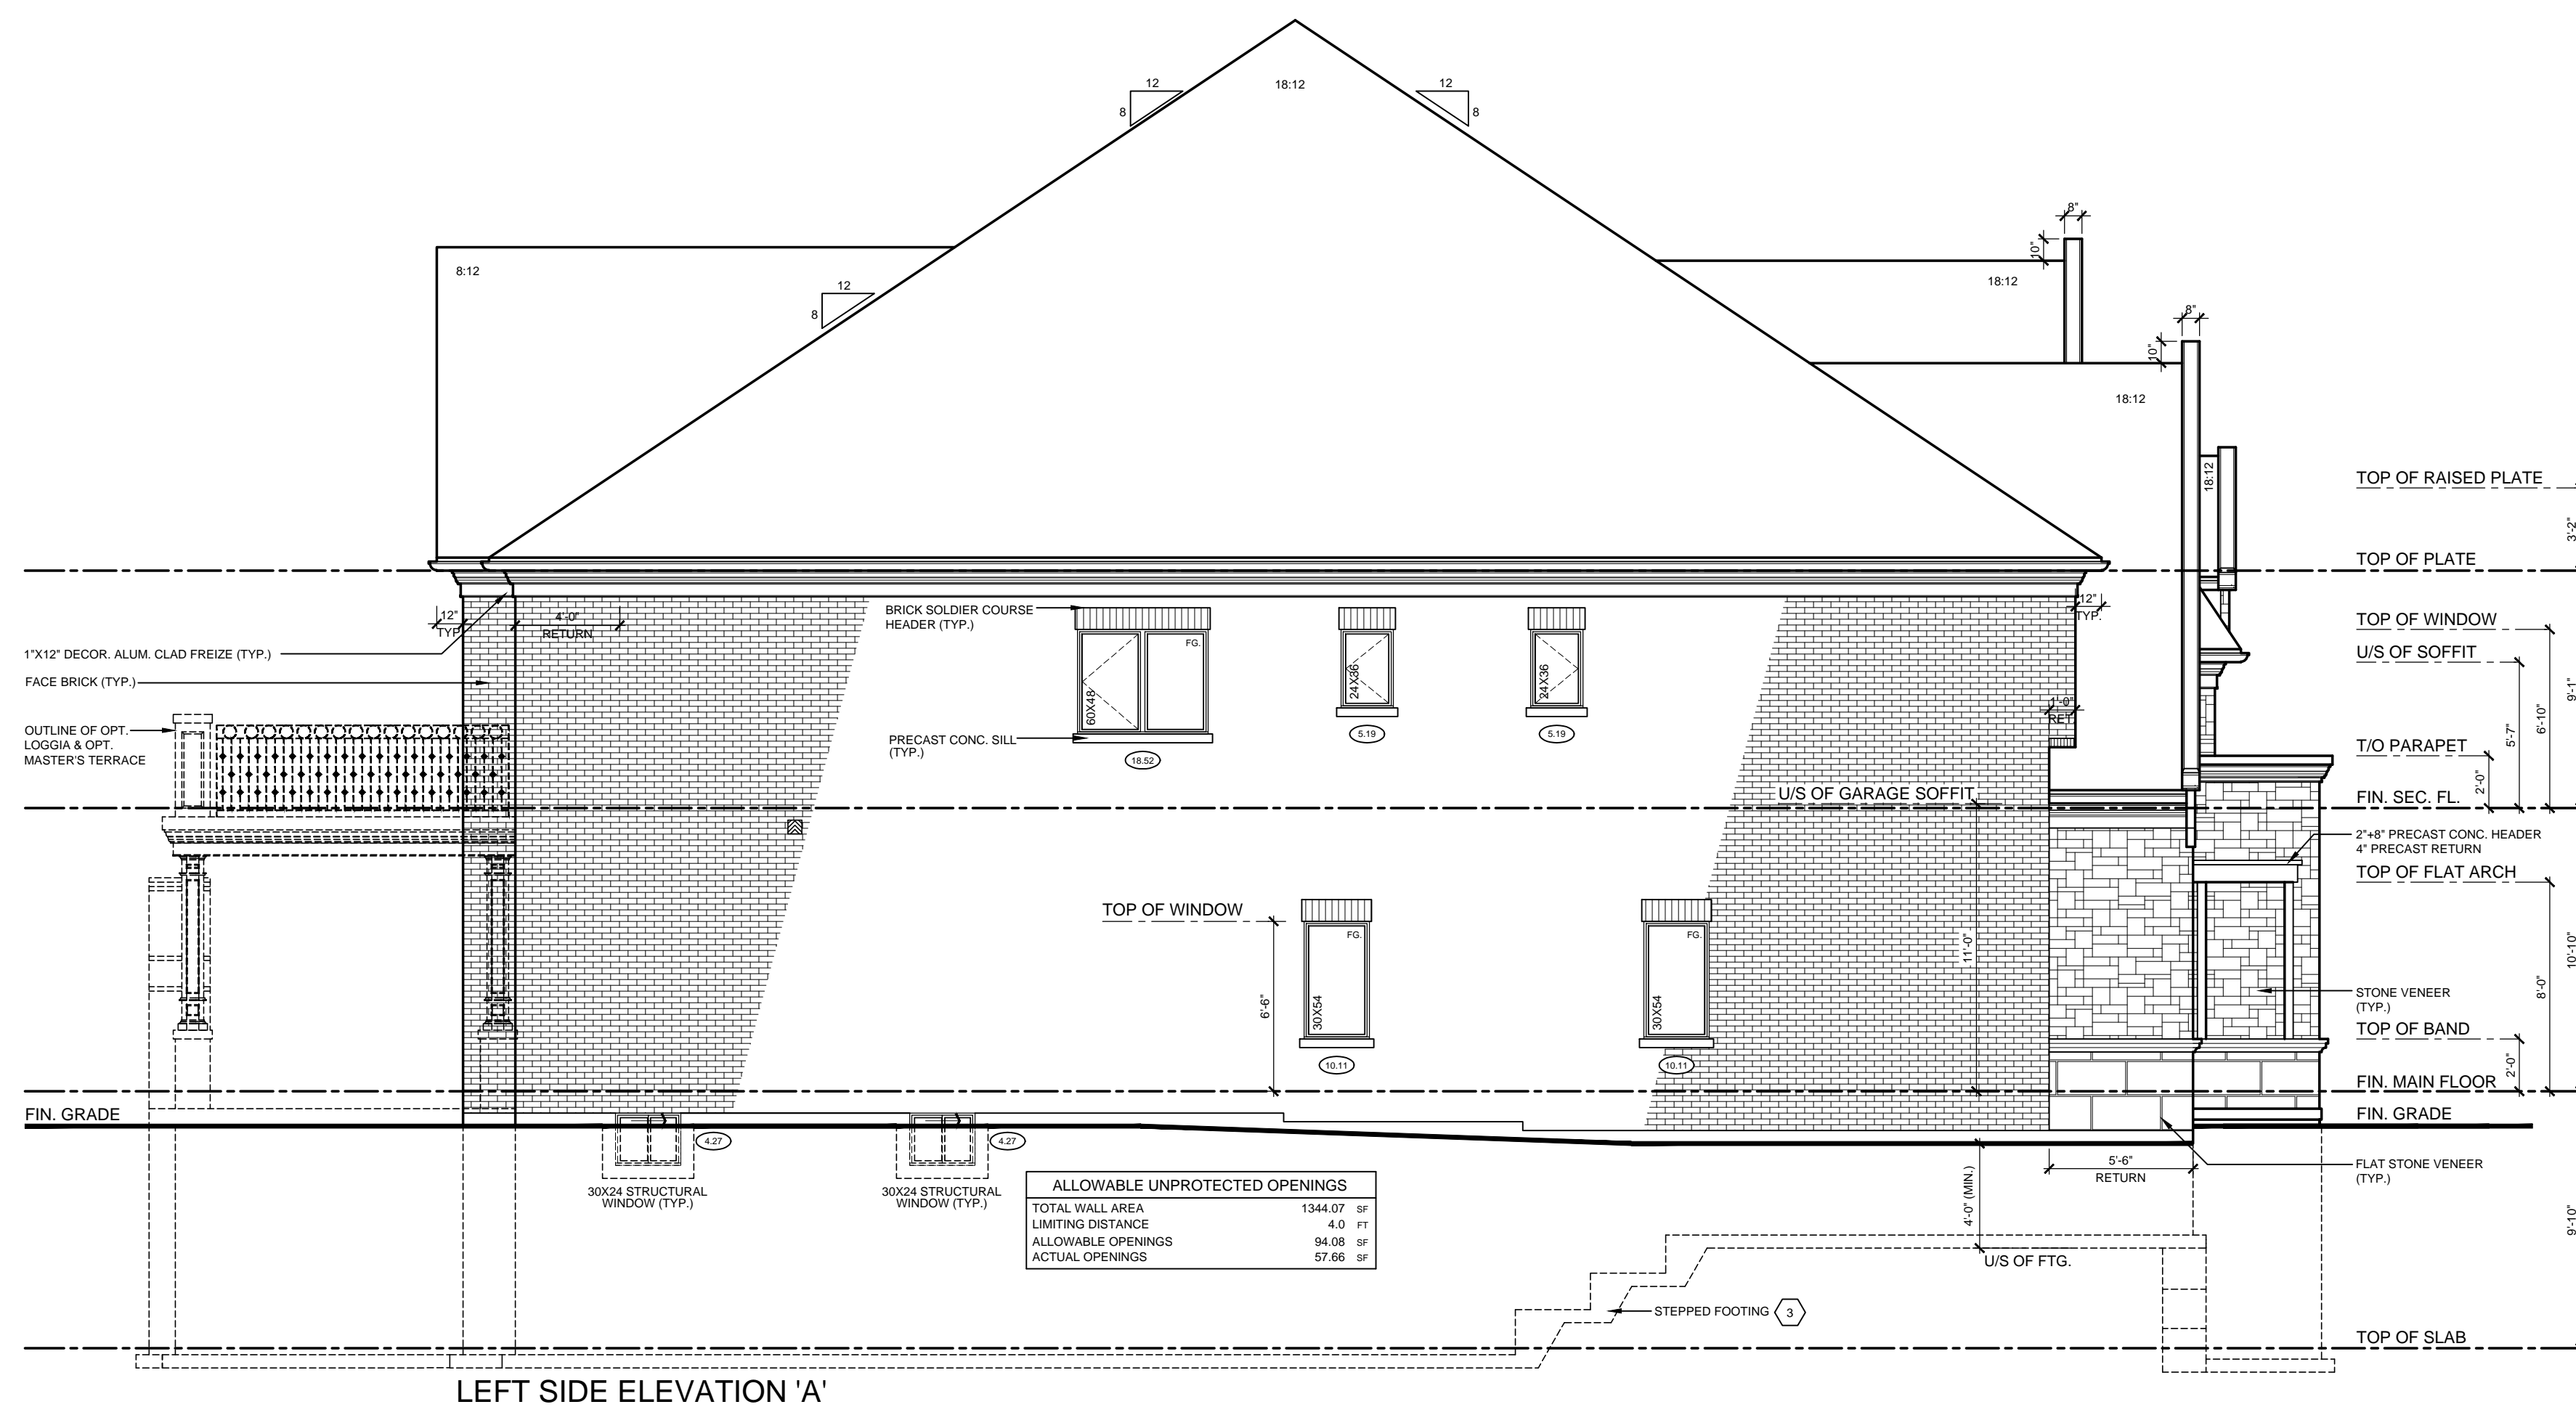 12
8
18:12
12
8
8"
10"
8:12
12
8
18:12
8"
10"
18:12
18:12
TOP OF RAISED PLATE
3'-2"
TOP OF PLATE
12"
TYP.
4'-0"
RETURN
BRICK SOLDIER COURSE
HEADER (TYP.)
FG.
60X48
24X36
24X36
12"
TYP.
TOP OF WINDOW
U/S OF SOFFIT
9'-1"
6'-10"
5'-7"
1"X12" DECOR. ALUM. CLAD FREIZE (TYP.)
FACE BRICK (TYP.)
1'-0"
RET.
OUTLINE OF OPT.
LOGGIA & OPT.
MASTER'S TERRACE
PRECAST CONC. SILL
(TYP.)
18.52
5.19
5.19
T/O PARAPET
2'-0"
U/S OF GARAGE SOFFIT
FIN. SEC. FL.
2"+8" PRECAST CONC. HEADER
4" PRECAST RETURN
TOP OF FLAT ARCH
TOP OF WINDOW
FG.
FG.
30X54
30X54
6'-6"
11'-0"
10'-10"
8'-0"
STONE VENEER
(TYP.)
TOP OF BAND
2'-0"
10.11
10.11
FIN. MAIN FLOOR
FIN. GRADE
FIN. GRADE
4.27
4.27
30X24 STRUCTURAL
WINDOW (TYP.)
30X24 STRUCTURAL
WINDOW (TYP.)
5'-6"
RETURN
FLAT STONE VENEER
(TYP.)
4'-0" (MIN.)
9'-10"
ALLOWABLE UNPROTECTED OPENINGS
TOTAL WALL AREA 1344.07 SF
LIMITING DISTANCE 4.0 FT
ALLOWABLE OPENINGS 94.08 SF
ACTUAL OPENINGS 57.66 SF
U/S OF FTG.
STEPPED FOOTING 3
TOP OF SLAB
LEFT SIDE ELEVATION 'A'